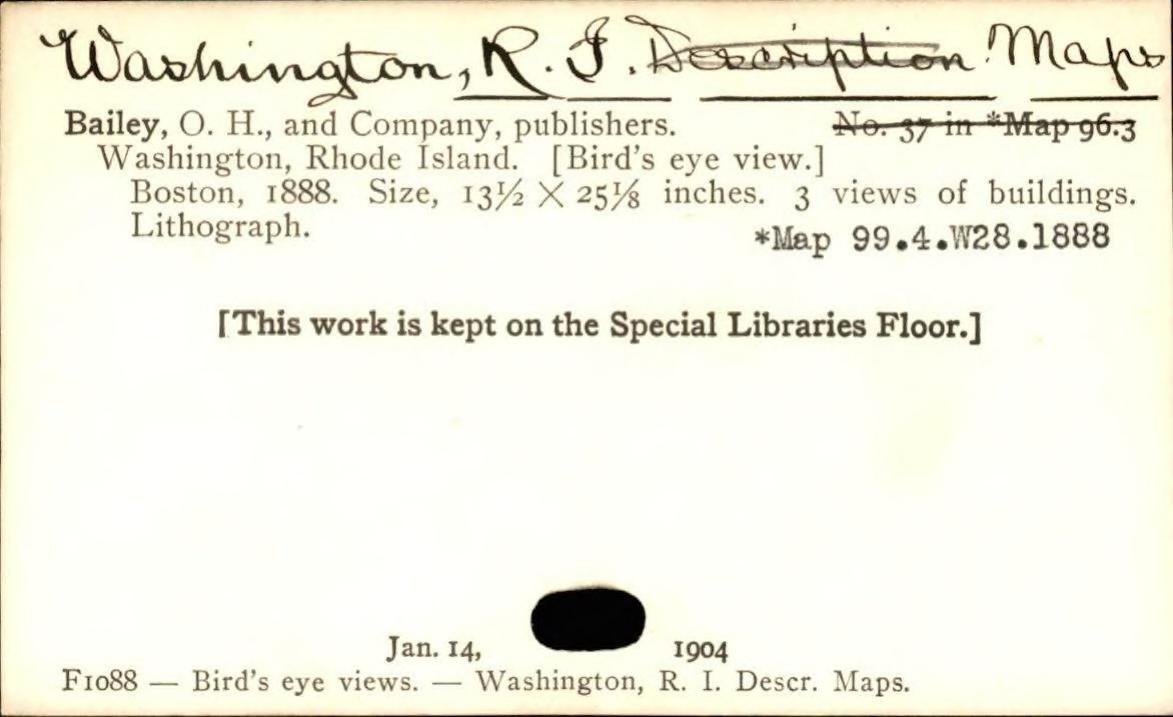 Washington, R. I. Description. Maps
Bailey, O. H., and Company, publishers. No. 37 in *Map 96.3
Washington, Rhode Island. [Bird's eye view.]
Boston, 1888. Size, 13½ X 25⅛ inches. 3 views of buildings.
Lithograph.
*Map 99.4.W28.1888
[This work is kept on the Special Libraries Floor.]
Jan. 14, 1904
F1088 — Bird's eye views. — Washington, R. I. Descr. Maps.